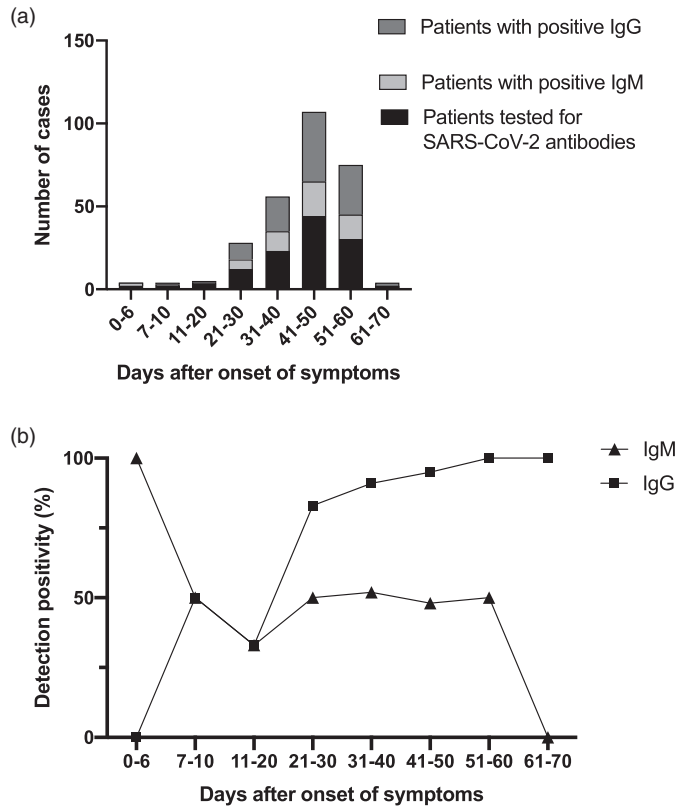 (a)
150
100
50
0
Number of cases
0-6
7-10
11-20
21-30
31-40
41-50
51-60
61-70
Days after onset of symptoms
Patients with positive IgG
Patients with positive IgM
Patients tested for
SARS-CoV-2 antibodies
(b)
100
50
0
Detection positivity (%)
0-6
7-10
11-20
21-30
31-40
41-50
51-60
61-70
Days after onset of symptoms
IgM
IgG